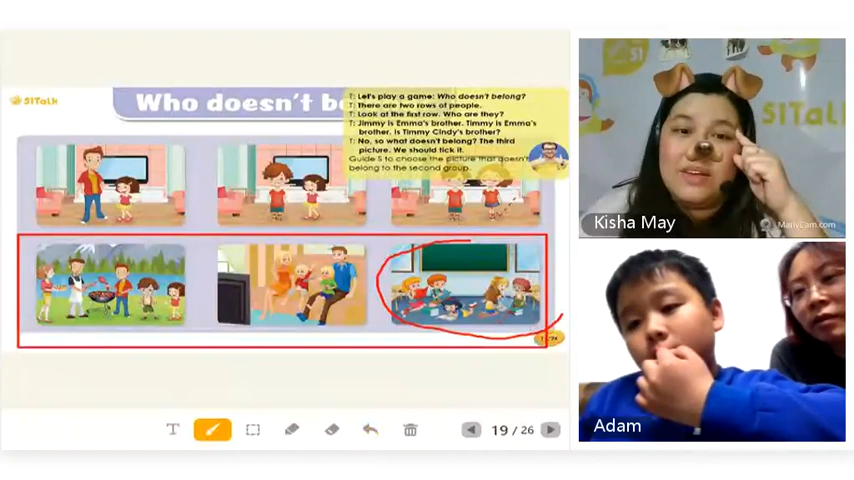 51Talk
Who doesn't be
T: Let's play a game: Who doesn't belong?
T: There are two rows of people.
T: Look at the first row. Who are they?
T: Jimmy is Emma's brother. Timmy is Emma's
brother. Is Timmy Cindy's brother?
T: No, so what doesn't belong? The third
picture. We should tick it.
Guide S to choose the picture that doesn't
belong to the second group.
T
19 / 26
51
51Talk
Kisha May
ManyCam.com
Adam